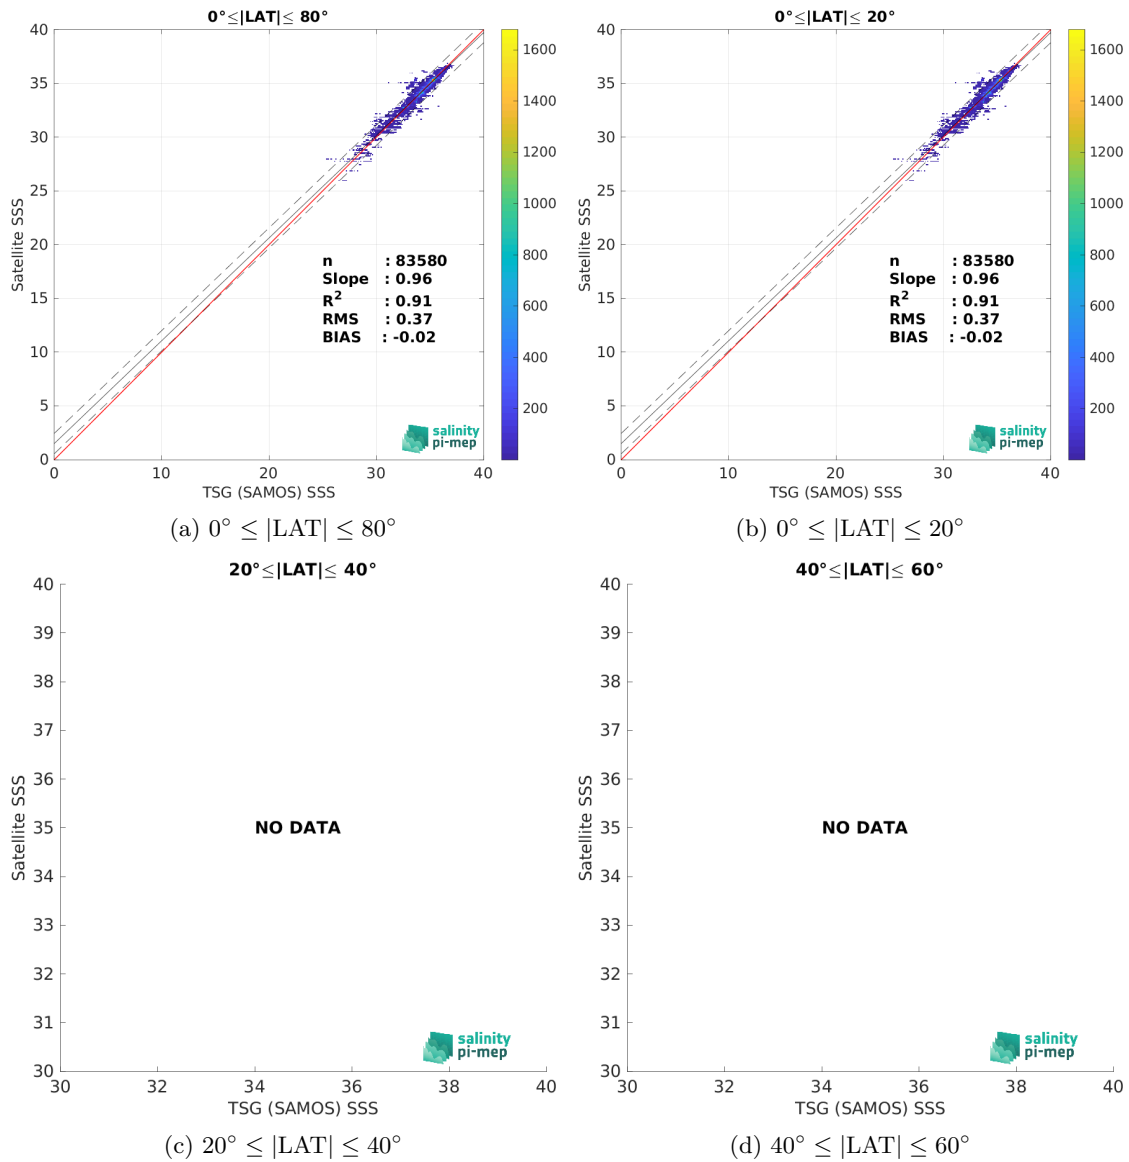 0°≤|LAT|≤ 80°
40
35
30
25
20
15
10
5
0
0
10
20
30
40
Satellite SSS
TSG (SAMOS) SSS
n : 83580
Slope : 0.96
R² : 0.91
RMS : 0.37
BIAS : -0.02
salinity
pi-mep
1600
1400
1200
1000
800
600
400
200
(a) 0° ≤ |LAT| ≤ 80°
0°≤|LAT|≤ 20°
40
35
30
25
20
15
10
5
0
0
10
20
30
40
Satellite SSS
TSG (SAMOS) SSS
n : 83580
Slope : 0.96
R² : 0.91
RMS : 0.37
BIAS : -0.02
salinity
pi-mep
1600
1400
1200
1000
800
600
400
200
(b) 0° ≤ |LAT| ≤ 20°
20°≤|LAT|≤ 40°
40
39
38
37
36
35
34
33
32
31
30
30
32
34
36
38
40
Satellite SSS
NO DATA
salinity
pi-mep
TSG (SAMOS) SSS
(c) 20° ≤ |LAT| ≤ 40°
40°≤|LAT|≤ 60°
40
39
38
37
36
35
34
33
32
31
30
30
32
34
36
38
40
Satellite SSS
NO DATA
salinity
pi-mep
TSG (SAMOS) SSS
(d) 40° ≤ |LAT| ≤ 60°